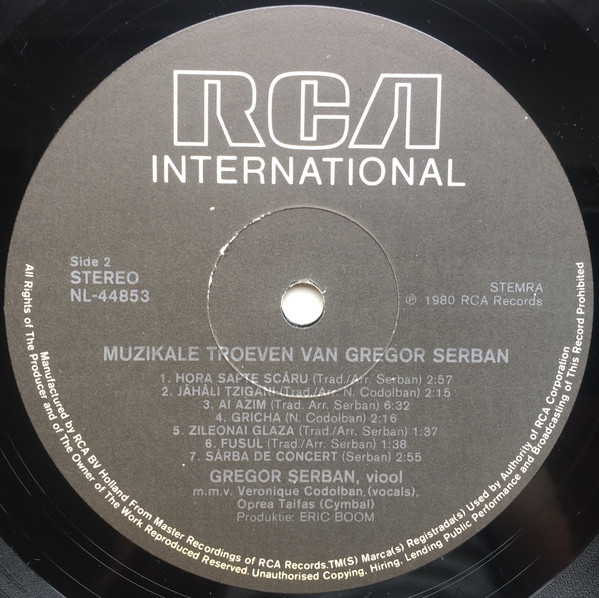 RCA
INTERNATIONAL
Side 2
STEREO
NL-44853
STEMRA
℗ 1980 RCA Records
MUZIKALE TROEVEN VAN GREGOR SERBAN
1. HORA SAPTE SCĂRU (Trad./Arr. Serban) 2:57
2. JĂHĂLI TZIGANI (Trad./Arr. N. Codolban) 2:15
3. AI AZIM (Trad. Arr. Serban) 6:32
4. GRICHA (N. Codolban) 2:16
5. ZILEONAI GLAZA (Trad./Arr. Serban) 1:37
6. FUSUL (Trad./Arr. Serban) 1:38
7. SÂRBA DE CONCERT (Serban) 2:55
GREGOR ŞERBAN, viool
m.m.v. Veronique Codolban, (vocals),
Oprea Taifas (Cymbal)
Produktie: ERIC BOOM
Manufactured by RCA BV Holland From Master Recordings of RCA Records. TM(S) Marca(s) Registrada(s) Used by Authority of RCA Corporation
All Rights of The Producer and of The Owner of The Work Reproduced Reserved. Unauthorised Copying, Hiring, Lending Public Performance and Broadcasting of This Record Prohibited